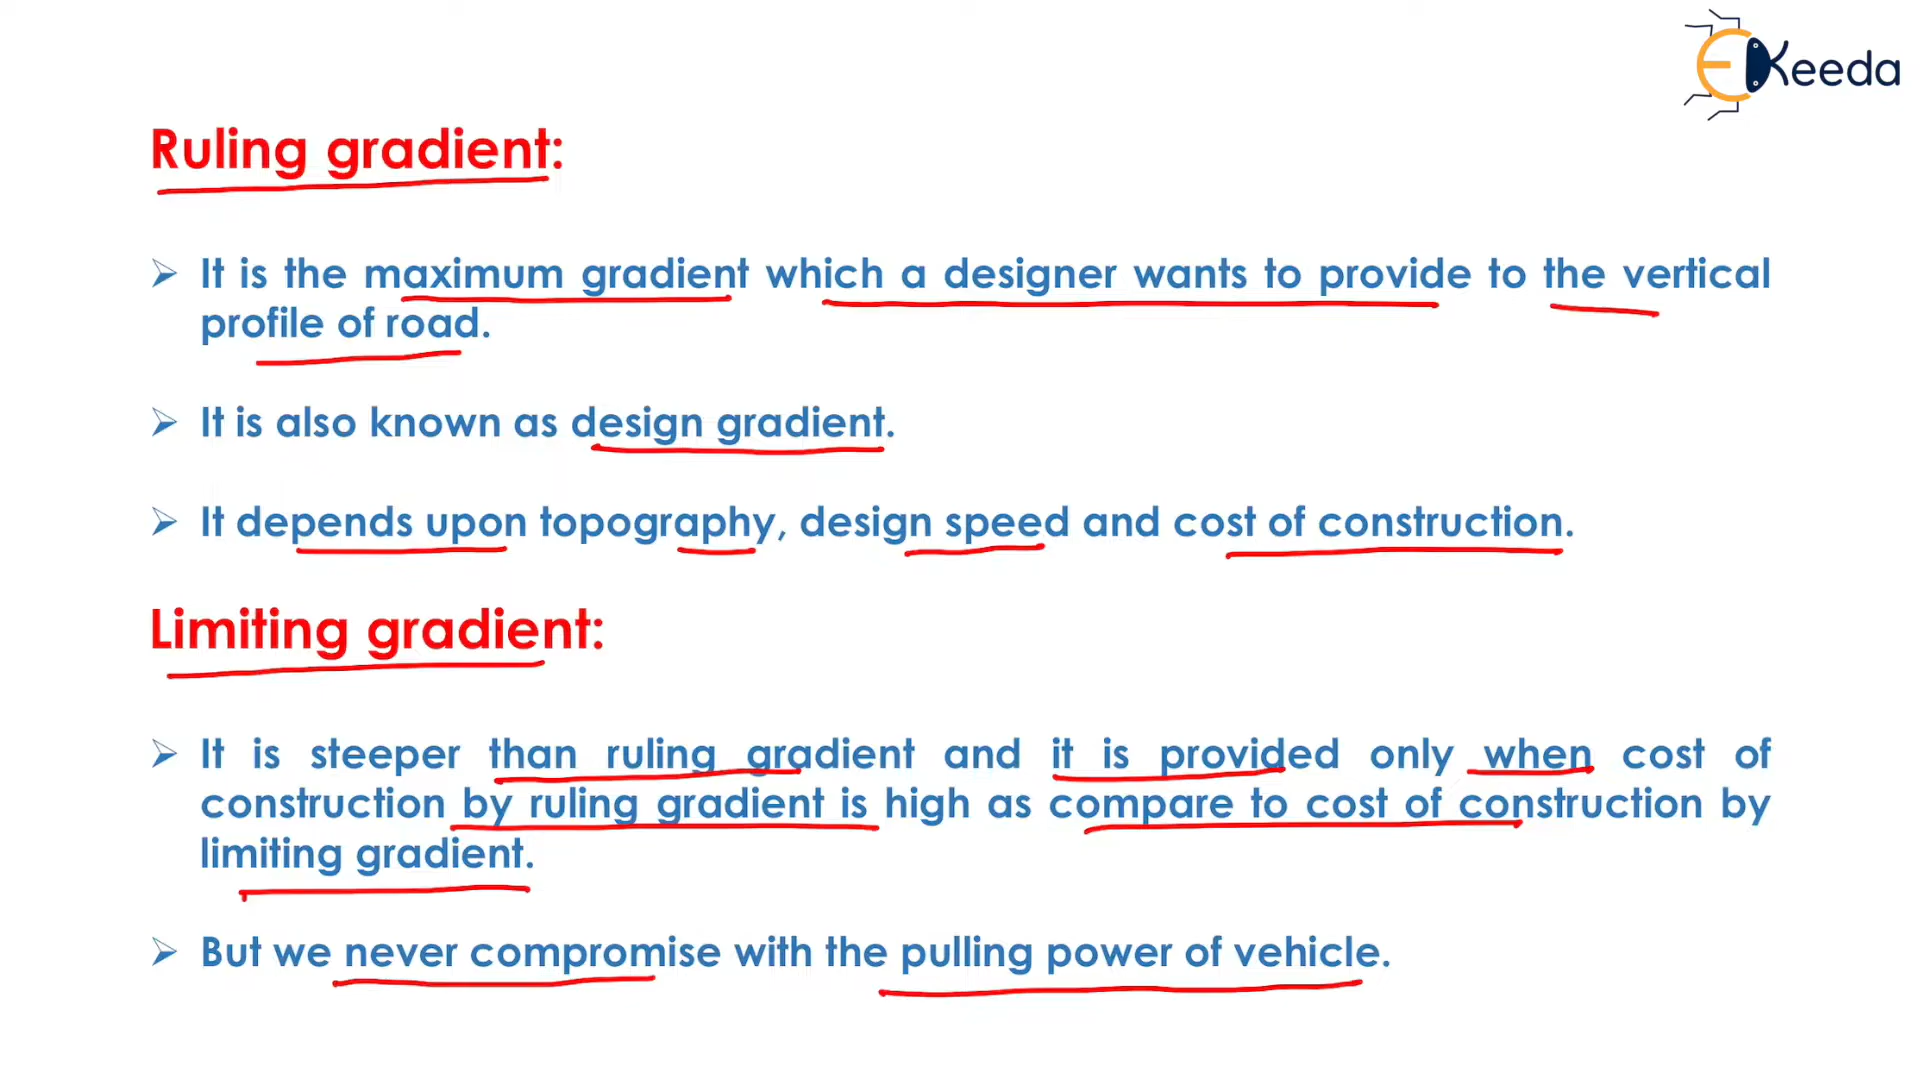 EKeeda
Ruling gradient:
➢ It is the maximum gradient which a designer wants to provide to the vertical
profile of road.
➢ It is also known as design gradient.
➢ It depends upon topography, design speed and cost of construction.
Limiting gradient:
➢ It is steeper than ruling gradient and it is provided only when cost of
construction by ruling gradient is high as compare to cost of construction by
limiting gradient.
➢ But we never compromise with the pulling power of vehicle.